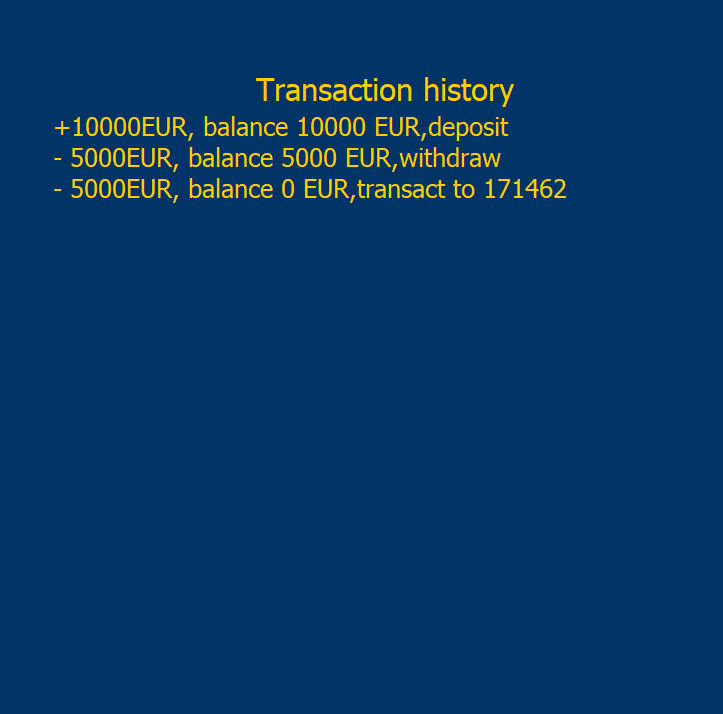 Transaction history
+10000EUR, balance 10000 EUR,deposit
- 5000EUR, balance 5000 EUR,withdraw
- 5000EUR, balance 0 EUR,transact to 171462